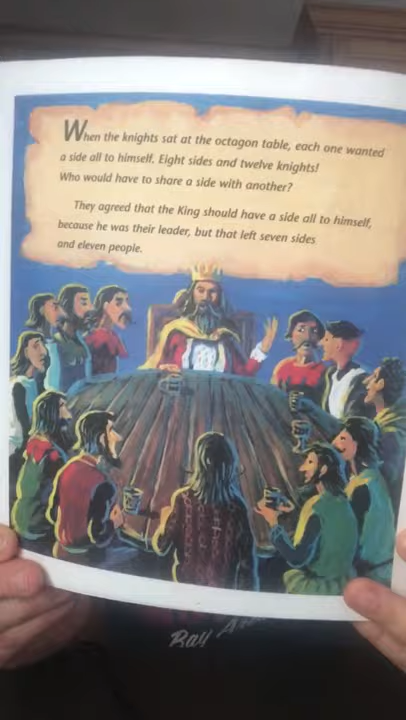 When the knights sat at the octagon table, each one wanted
a side all to himself. Eight sides and twelve knights!
Who would have to share a side with another?
They agreed that the King should have a side all to himself,
because he was their leader, but that left seven sides
and eleven people.
Ray